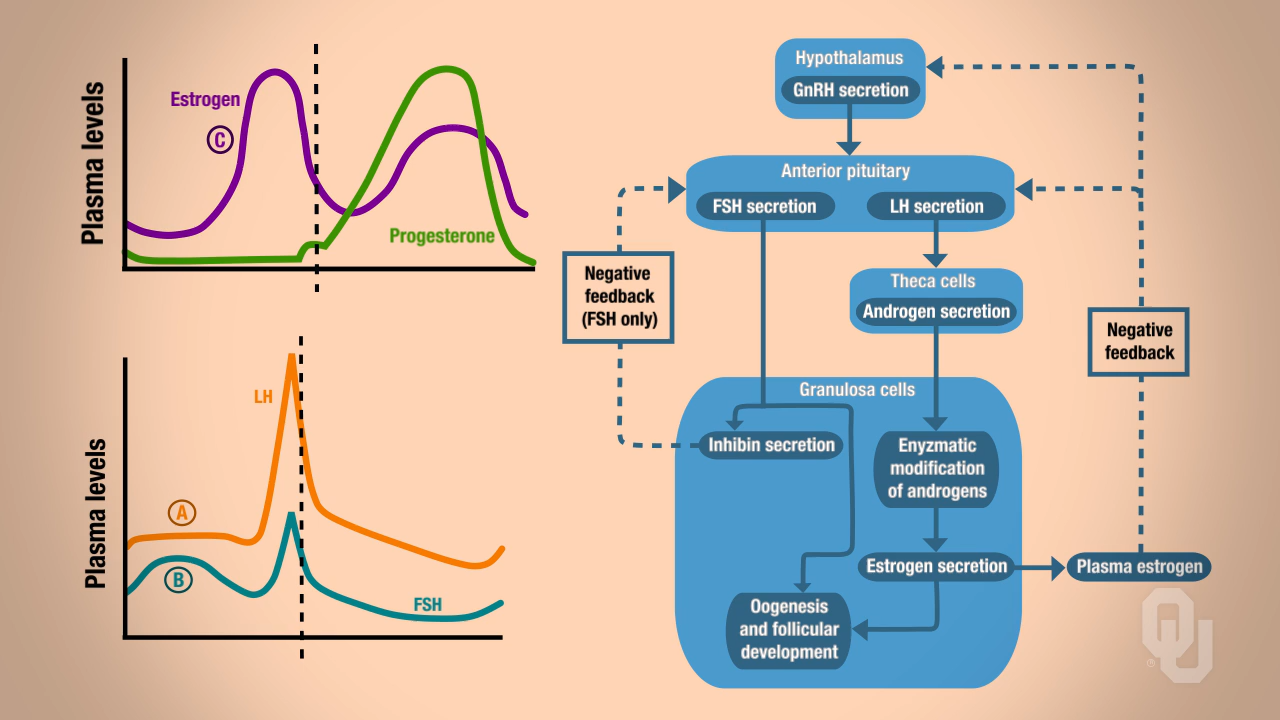 Plasma levels
Estrogen
C
Progesterone
Plasma levels
LH
A
B
FSH
Hypothalamus
GnRH secretion
Anterior pituitary
FSH secretion
LH secretion
Negative
feedback
(FSH only)
Theca cells
Androgen secretion
Negative
feedback
Granulosa cells
Inhibin secretion
Enyzmatic
modification
of androgens
Estrogen secretion
Plasma estrogen
Oogenesis
and follicular
development
OU
®